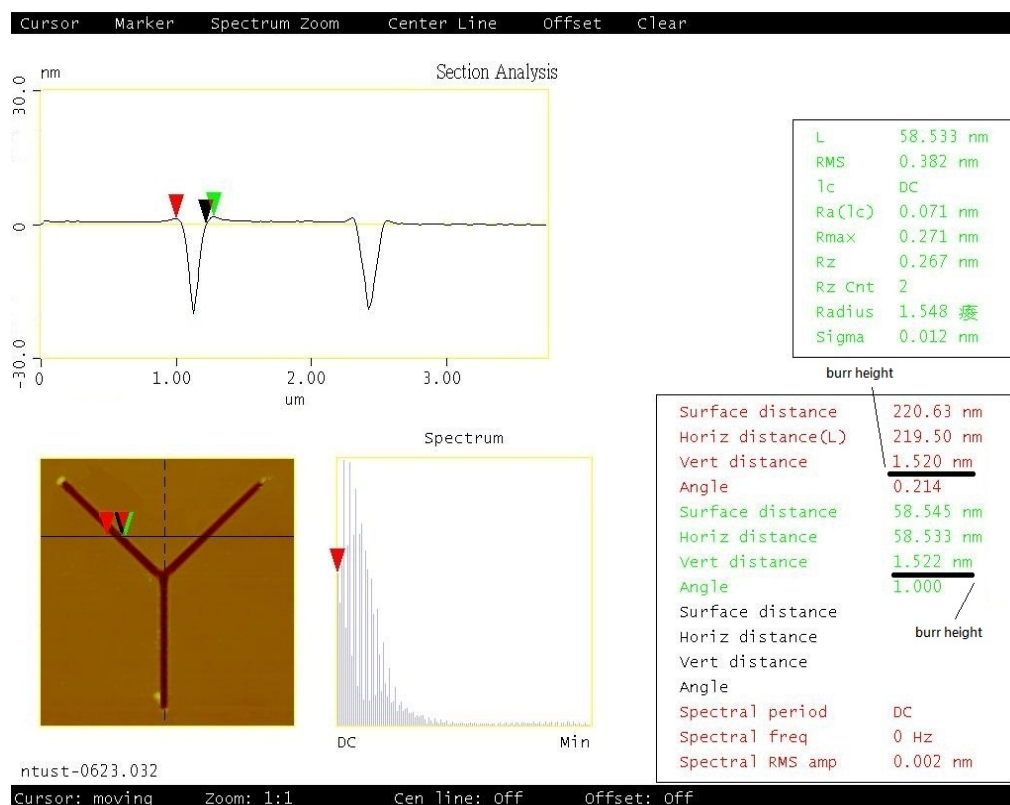 Cursor Marker Spectrum Zoom Center Line Offset Clear
nm
Section Analysis
30.0
0
-30.0
0 1.00 2.00 3.00
um
L 58.533 nm
RMS 0.382 nm
lc DC
Ra(lc) 0.071 nm
Rmax 0.271 nm
Rz 0.267 nm
Rz Cnt 2
Radius 1.548 㾗
Sigma 0.012 nm
burr height
Surface distance 220.63 nm
Horiz distance(L) 219.50 nm
Vert distance 1.520 nm
Angle 0.214
Surface distance 58.545 nm
Horiz distance 58.533 nm
Vert distance 1.522 nm
Angle 1.000
burr height
Surface distance
Horiz distance
Vert distance
Angle
Spectral period DC
Spectral freq 0 Hz
Spectral RMS amp 0.002 nm
Spectrum
DC Min
ntust-0623.032
Cursor: moving Zoom: 1:1 Cen line: Off Offset: Off